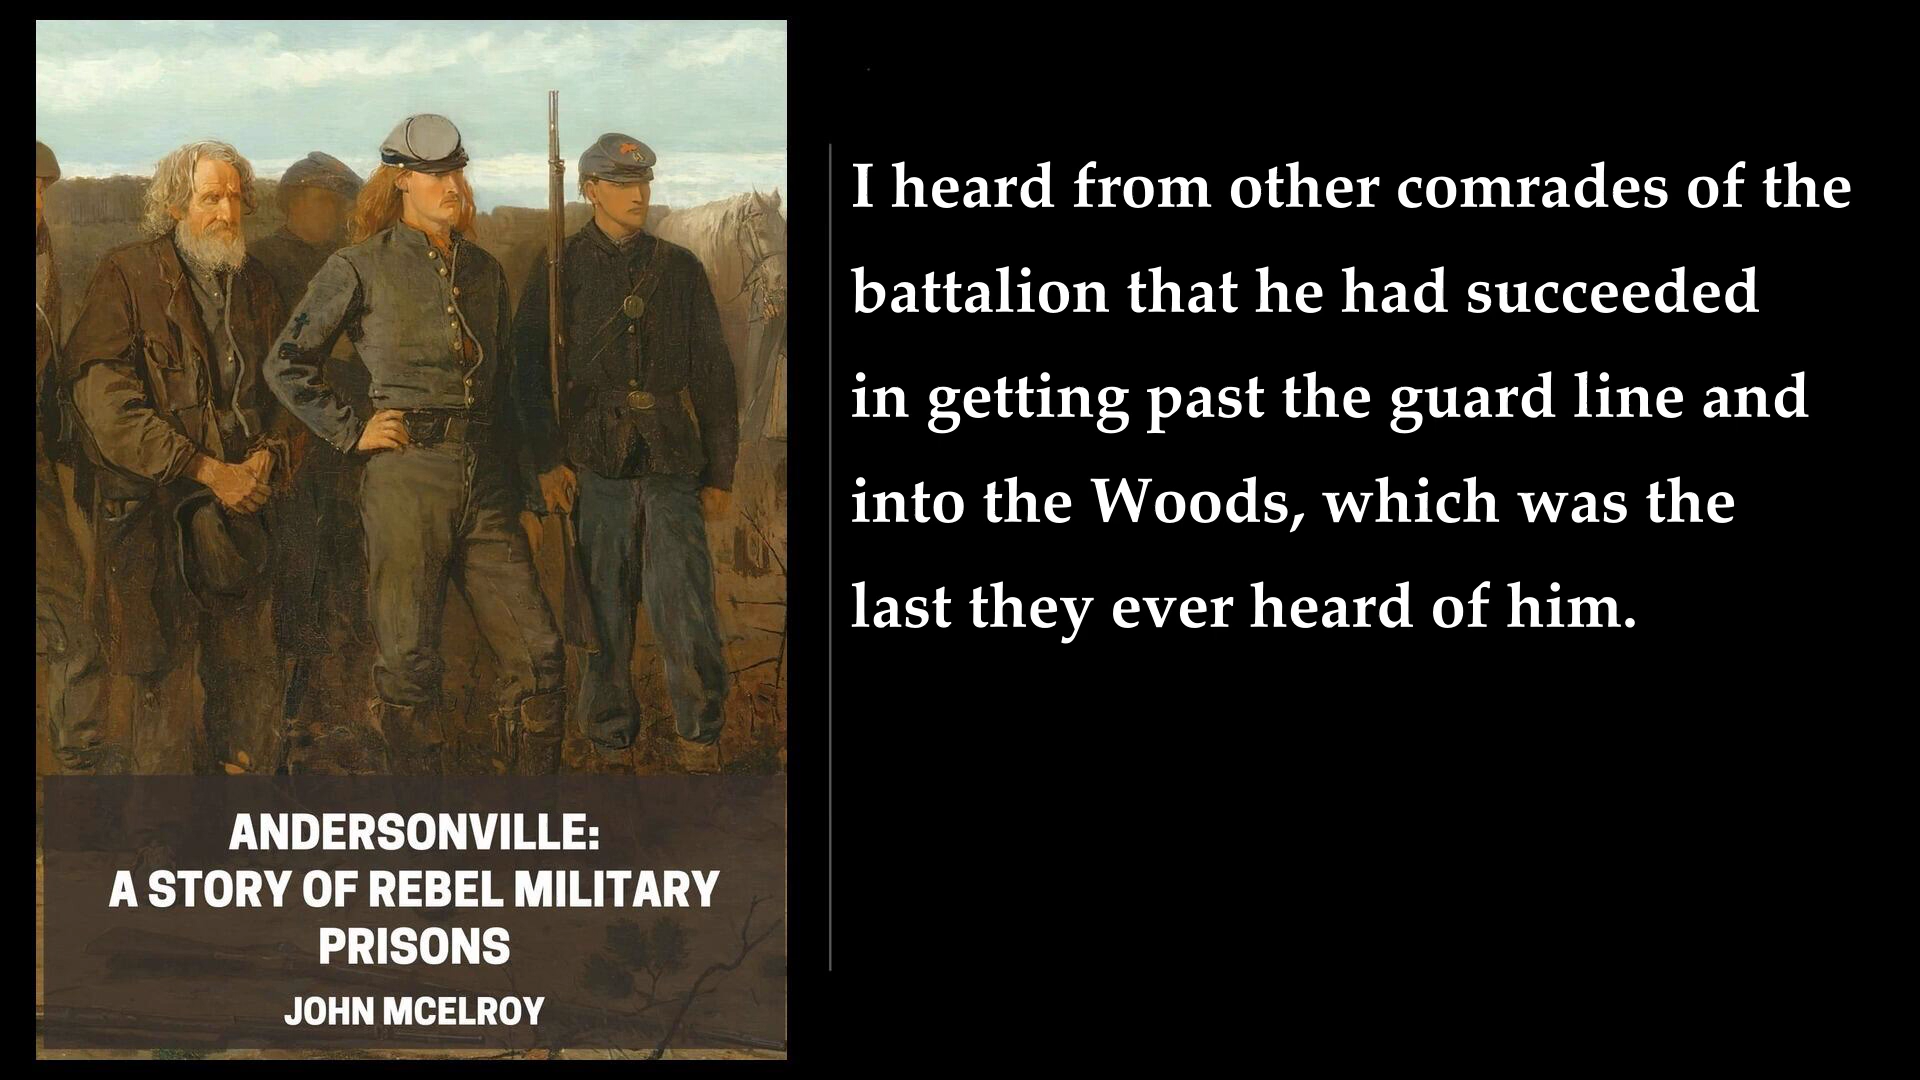 ANDERSONVILLE:
A STORY OF REBEL MILITARY
PRISONS
JOHN MCELROY
I heard from other comrades of the
battalion that he had succeeded
in getting past the guard line and
into the Woods, which was the
last they ever heard of him.